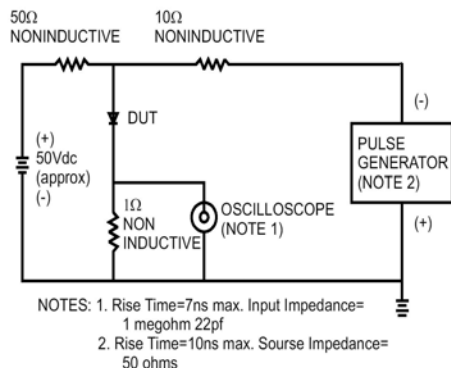 50Ω
NONINDUCTIVE
10Ω
NONINDUCTIVE
DUT
(-)
(+)
50Vdc
(approx)
(-)
PULSE
GENERATOR
(NOTE 2)
1Ω
NON
INDUCTIVE
OSCILLOSCOPE
(NOTE 1)
(+)
NOTES: 1. Rise Time=7ns max. Input Impedance=
1 megohm 22pf
2. Rise Time=10ns max. Sourse Impedance=
50 ohms